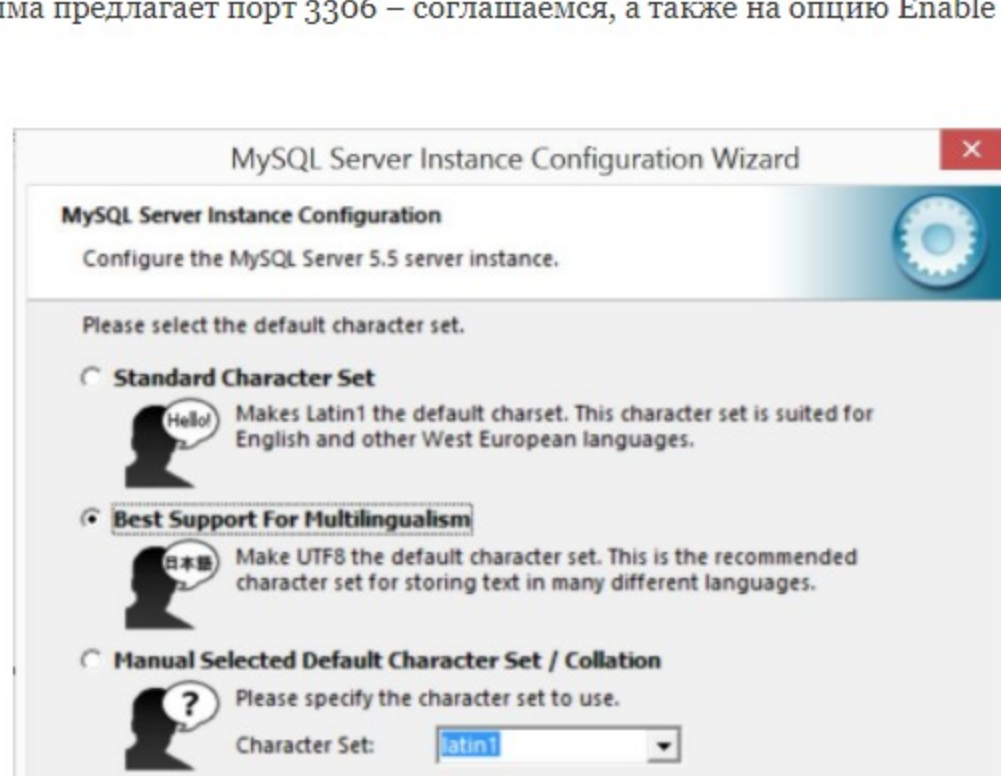 има предлагает порт 3306 – соглашаемся, а также на опцию Enable
MySQL Server Instance Configuration Wizard
MySQL Server Instance Configuration
Configure the MySQL Server 5.5 server instance.
Please select the default character set.
Standard Character Set
Hello!
Makes Latin1 the default charset. This character set is suited for
English and other West European languages.
Best Support For Multilingualism
日本語
Make UTF8 the default character set. This is the recommended
character set for storing text in many different languages.
Manual Selected Default Character Set / Collation
?
Please specify the character set to use.
Character Set: latin1